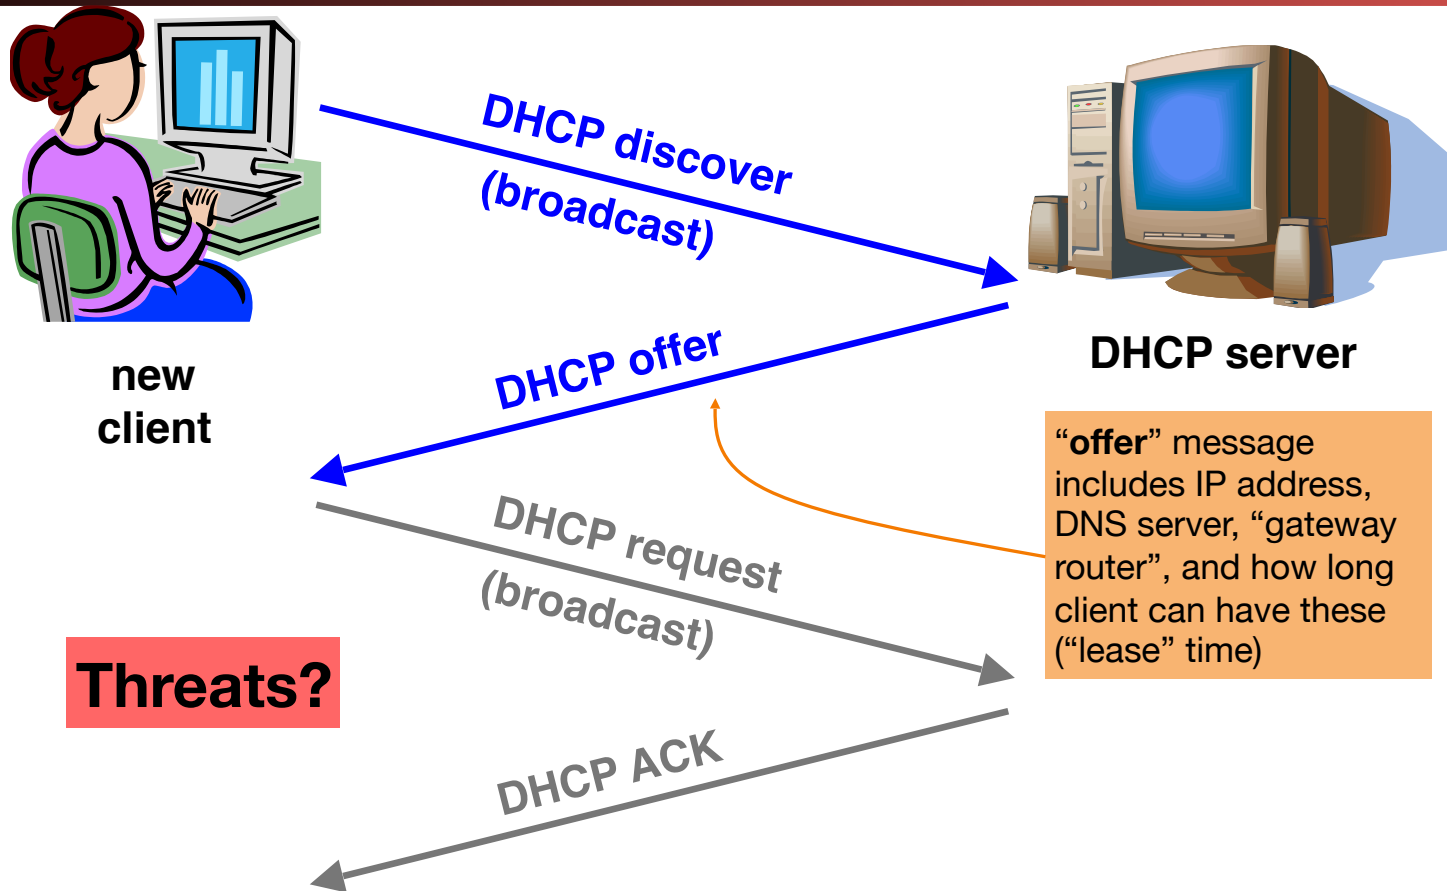 DHCP discover
(broadcast)
DHCP offer
new
client
DHCP server
“offer” message
includes IP address,
DNS server, “gateway
router”, and how long
client can have these
(“lease” time)
DHCP request
(broadcast)
Threats?
DHCP ACK